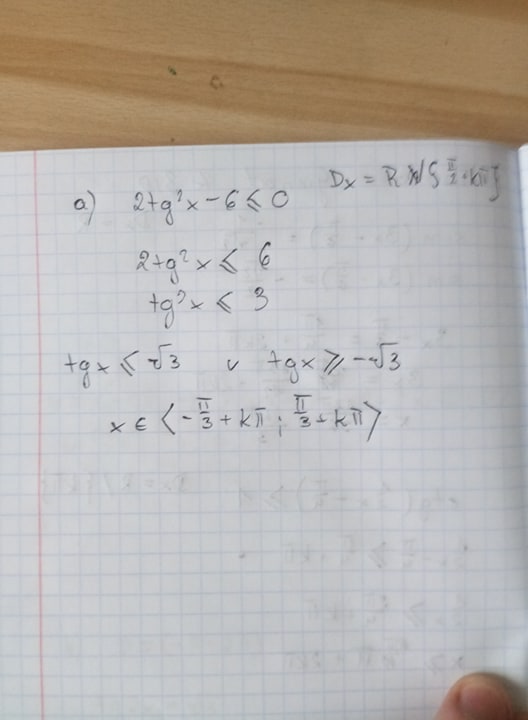 Dx = R \ { π/2 + kπ }
a) 2tg²x - 6 ⩽ 0
2tg²x ⩽ 6
tg²x ⩽ 3
tgx ⩽ √3 v tgx ⩾ -√3
x ∈ ⟨-π/3 + kπ ; π/3 + kπ⟩